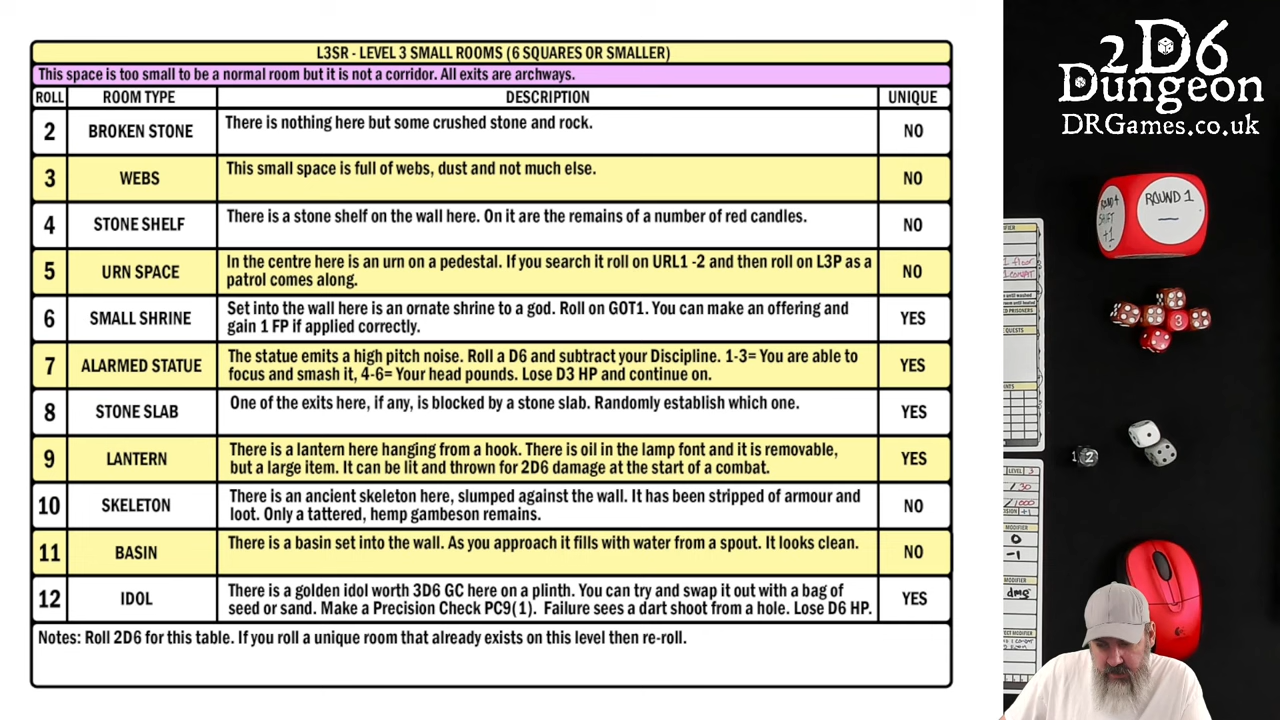 L3SR - LEVEL 3 SMALL ROOMS (6 SQUARES OR SMALLER)
This space is too small to be a normal room but it is not a corridor. All exits are archways.
ROLL ROOM TYPE DESCRIPTION UNIQUE
2 BROKEN STONE There is nothing here but some crushed stone and rock. NO
3 WEBS This small space is full of webs, dust and not much else. NO
4 STONE SHELF There is a stone shelf on the wall here. On it are the remains of a number of red candles. NO
5 URN SPACE In the centre here is an urn on a pedestal. If you search it roll on URL1 -2 and then roll on L3P as a
patrol comes along. NO
6 SMALL SHRINE Set into the wall here is an ornate shrine to a god. Roll on GOT1. You can make an offering and
gain 1 FP if applied correctly. YES
7 ALARMED STATUE The statue emits a high pitch noise. Roll a D6 and subtract your Discipline. 1-3= You are able to
focus and smash it, 4-6= Your head pounds. Lose D3 HP and continue on. YES
8 STONE SLAB One of the exits here, if any, is blocked by a stone slab. Randomly establish which one. YES
9 LANTERN There is a lantern here hanging from a hook. There is oil in the lamp font and it is removable,
but a large item. It can be lit and thrown for 2D6 damage at the start of a combat. YES
10 SKELETON There is an ancient skeleton here, slumped against the wall. It has been stripped of armour and
loot. Only a tattered, hemp gambeson remains. NO
11 BASIN There is a basin set into the wall. As you approach it fills with water from a spout. It looks clean. NO
12 IDOL There is a golden idol worth 3D6 GC here on a plinth. You can try and swap it out with a bag of
seed or sand. Make a Precision Check PC9(1). Failure sees a dart shoot from a hole. Lose D6 HP. YES
Notes: Roll 2D6 for this table. If you roll a unique room that already exists on this level then re-roll.
2D6
Dungeon
DRGames.co.uk
ROUND 4
SHIFT
+1
ROUND 1
3
1 2
LEVEL 3
/ 30
/ 1000
+1
MODIFIER
0
-1
MODIFIER
dmg